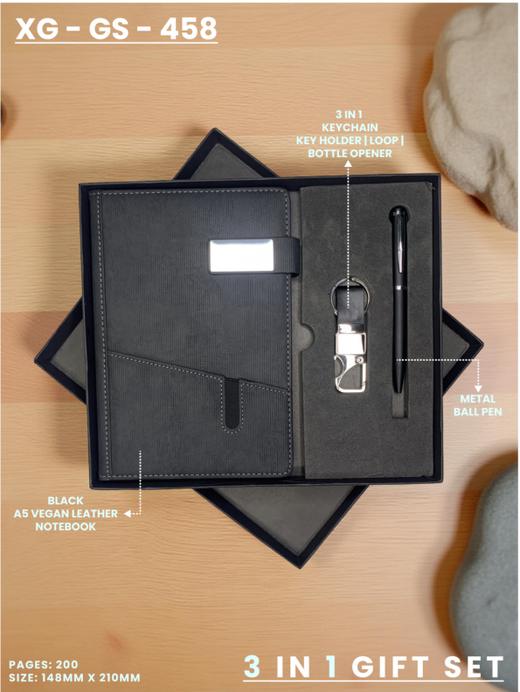 XG - GS - 458
3 IN 1
KEYCHAIN
KEY HOLDER | LOOP |
BOTTLE OPENER
METAL
BALL PEN
BLACK
A5 VEGAN LEATHER
NOTEBOOK
PAGES: 200
SIZE: 148MM X 210MM
3 IN 1 GIFT SET